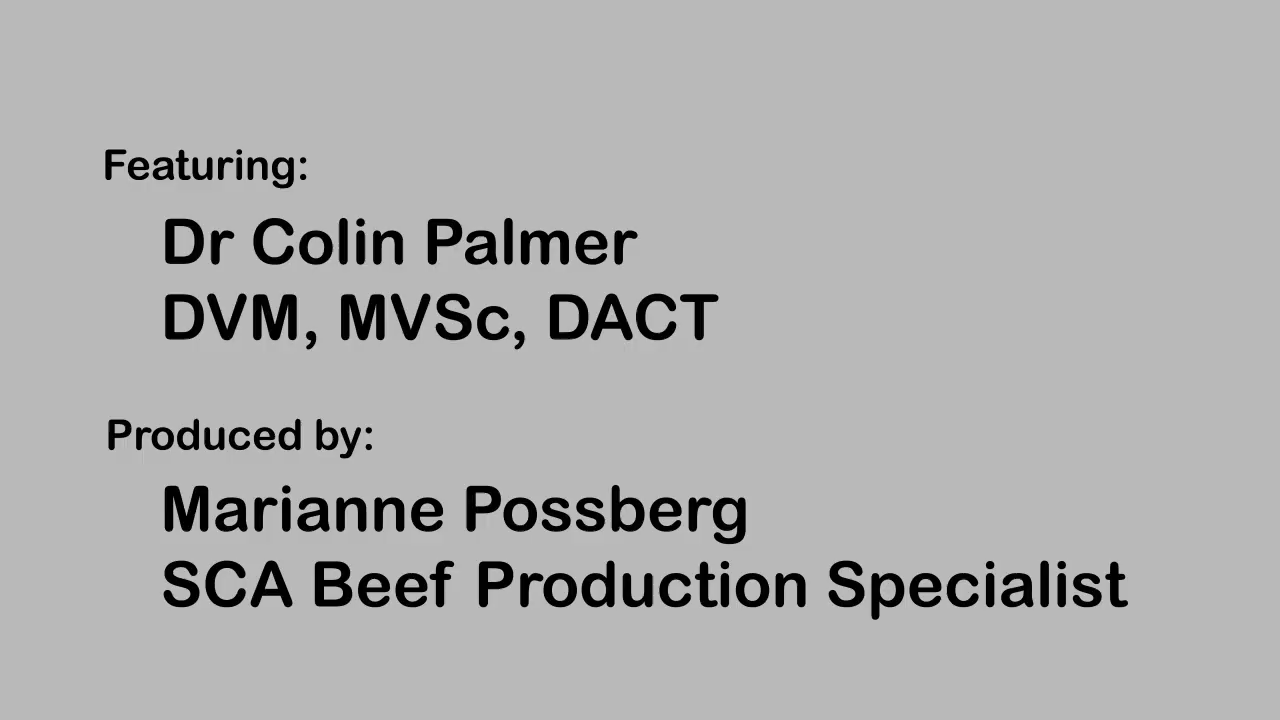 Featuring:
Dr Colin Palmer
DVM, MVSc, DACT
Produced by:
Marianne Possberg
SCA Beef Production Specialist